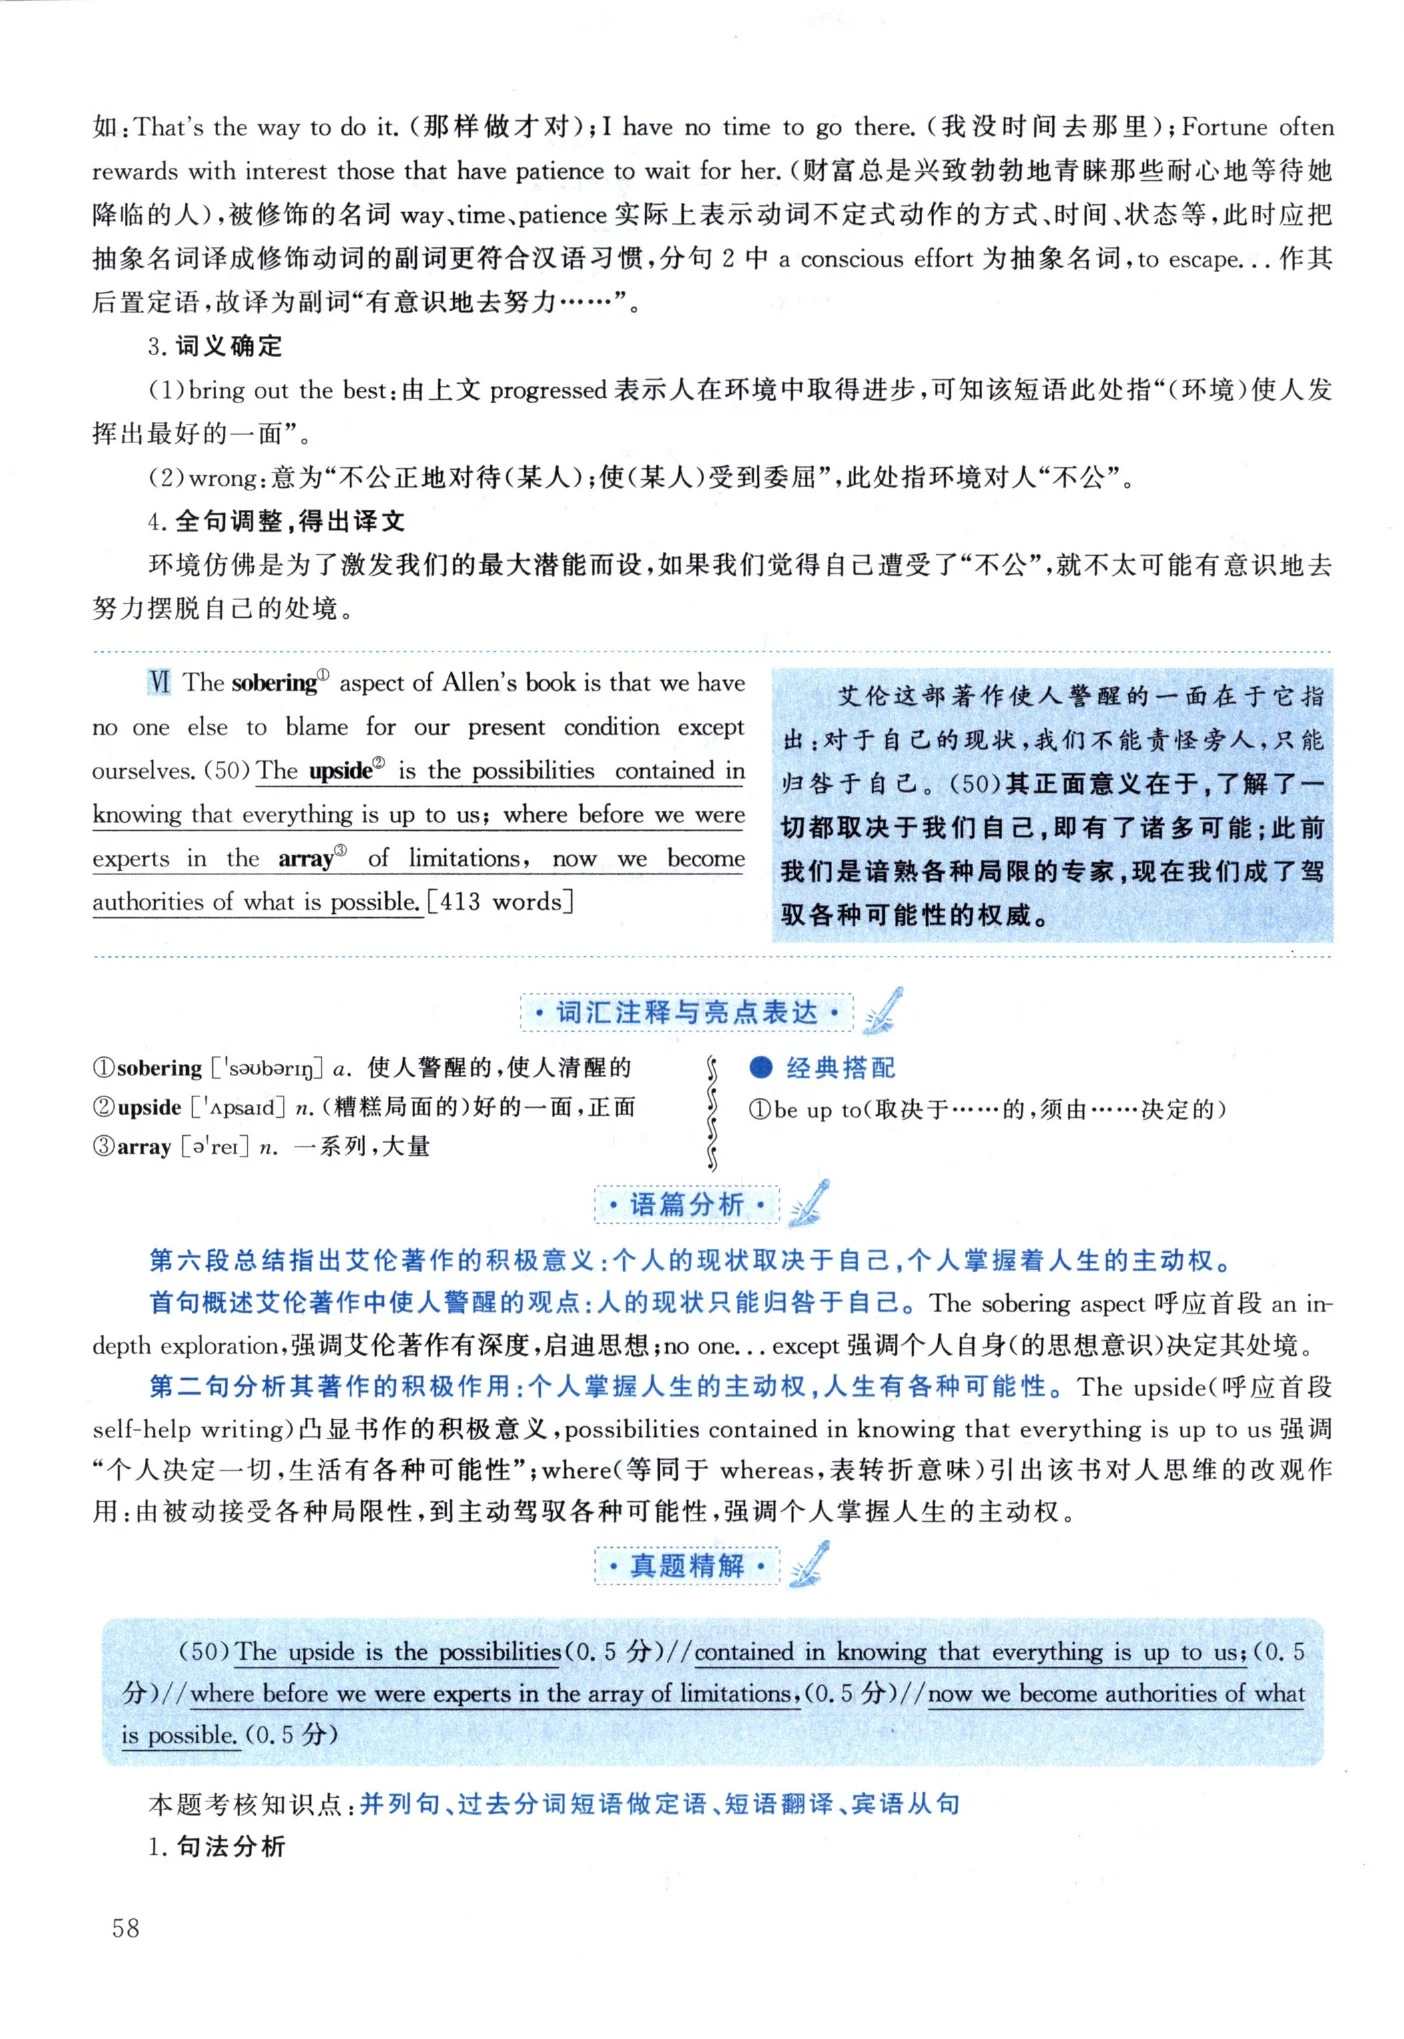 如:That's the way to do it.(那样做才对);I have no time to go there.(我没时间去那里);Fortune often
rewards with interest those that have patience to wait for her.(财富总是兴致勃勃地青睐那些耐心地等待她
降临的人),被修饰的名词 way、time、patience 实际上表示动词不定式动作的方式、时间、状态等,此时应把
抽象名词译成修饰动词的副词更符合汉语习惯,分句 2 中 a conscious effort 为抽象名词,to escape... 作其
后置定语,故译为副词“有意识地去努力……”。
3. 词义确定
(1)bring out the best:由上文 progressed 表示人在环境中取得进步,可知该短语此处指“(环境)使人发
挥出最好的一面”。
(2)wrong:意为“不公正地对待(某人);使(某人)受到委屈”,此处指环境对人“不公”。
4. 全句调整,得出译文
环境仿佛是为了激发我们的最大潜能而设,如果我们觉得自己遭受了“不公”,就不太可能有意识地去
努力摆脱自己的处境。
Ⅵ The sobering① aspect of Allen's book is that we have
no one else to blame for our present condition except
ourselves. (50)The upside② is the possibilities contained in
knowing that everything is up to us; where before we were
experts in the array③ of limitations, now we become
authorities of what is possible.[413 words]
艾伦这部著作使人警醒的一面在于它指
出:对于自己的现状,我们不能责怪旁人,只能
归咎于自己。(50)其正面意义在于,了解了一
切都取决于我们自己,即有了诸多可能;此前
我们是谙熟各种局限的专家,现在我们成了驾
驭各种可能性的权威。
·词汇注释与亮点表达·
①sobering [ˈsəʊbərɪŋ] a. 使人警醒的,使人清醒的
②upside [ˈʌpsaɪd] n.(糟糕局面的)好的一面,正面
③array [əˈreɪ] n. 一系列,大量
● 经典搭配
①be up to(取决于……的,须由……决定的)
·语篇分析·
第六段总结指出艾伦著作的积极意义:个人的现状取决于自己,个人掌握着人生的主动权。
首句概述艾伦著作中使人警醒的观点:人的现状只能归咎于自己。The sobering aspect 呼应首段 an in-
depth exploration,强调艾伦著作有深度,启迪思想;no one... except 强调个人自身(的思想意识)决定其处境。
第二句分析其著作的积极作用:个人掌握人生的主动权,人生有各种可能性。The upside(呼应首段
self-help writing)凸显书作的积极意义,possibilities contained in knowing that everything is up to us 强调
“个人决定一切,生活有各种可能性”;where(等同于 whereas,表转折意味)引出该书对人思维的改观作
用:由被动接受各种局限性,到主动驾驭各种可能性,强调个人掌握人生的主动权。
·真题精解·
(50)The upside is the possibilities(0.5 分)//contained in knowing that everything is up to us;(0.5
分)//where before we were experts in the array of limitations,(0.5 分)//now we become authorities of what
is possible.(0.5 分)
本题考核知识点:并列句、过去分词短语做定语、短语翻译、宾语从句
1. 句法分析
58